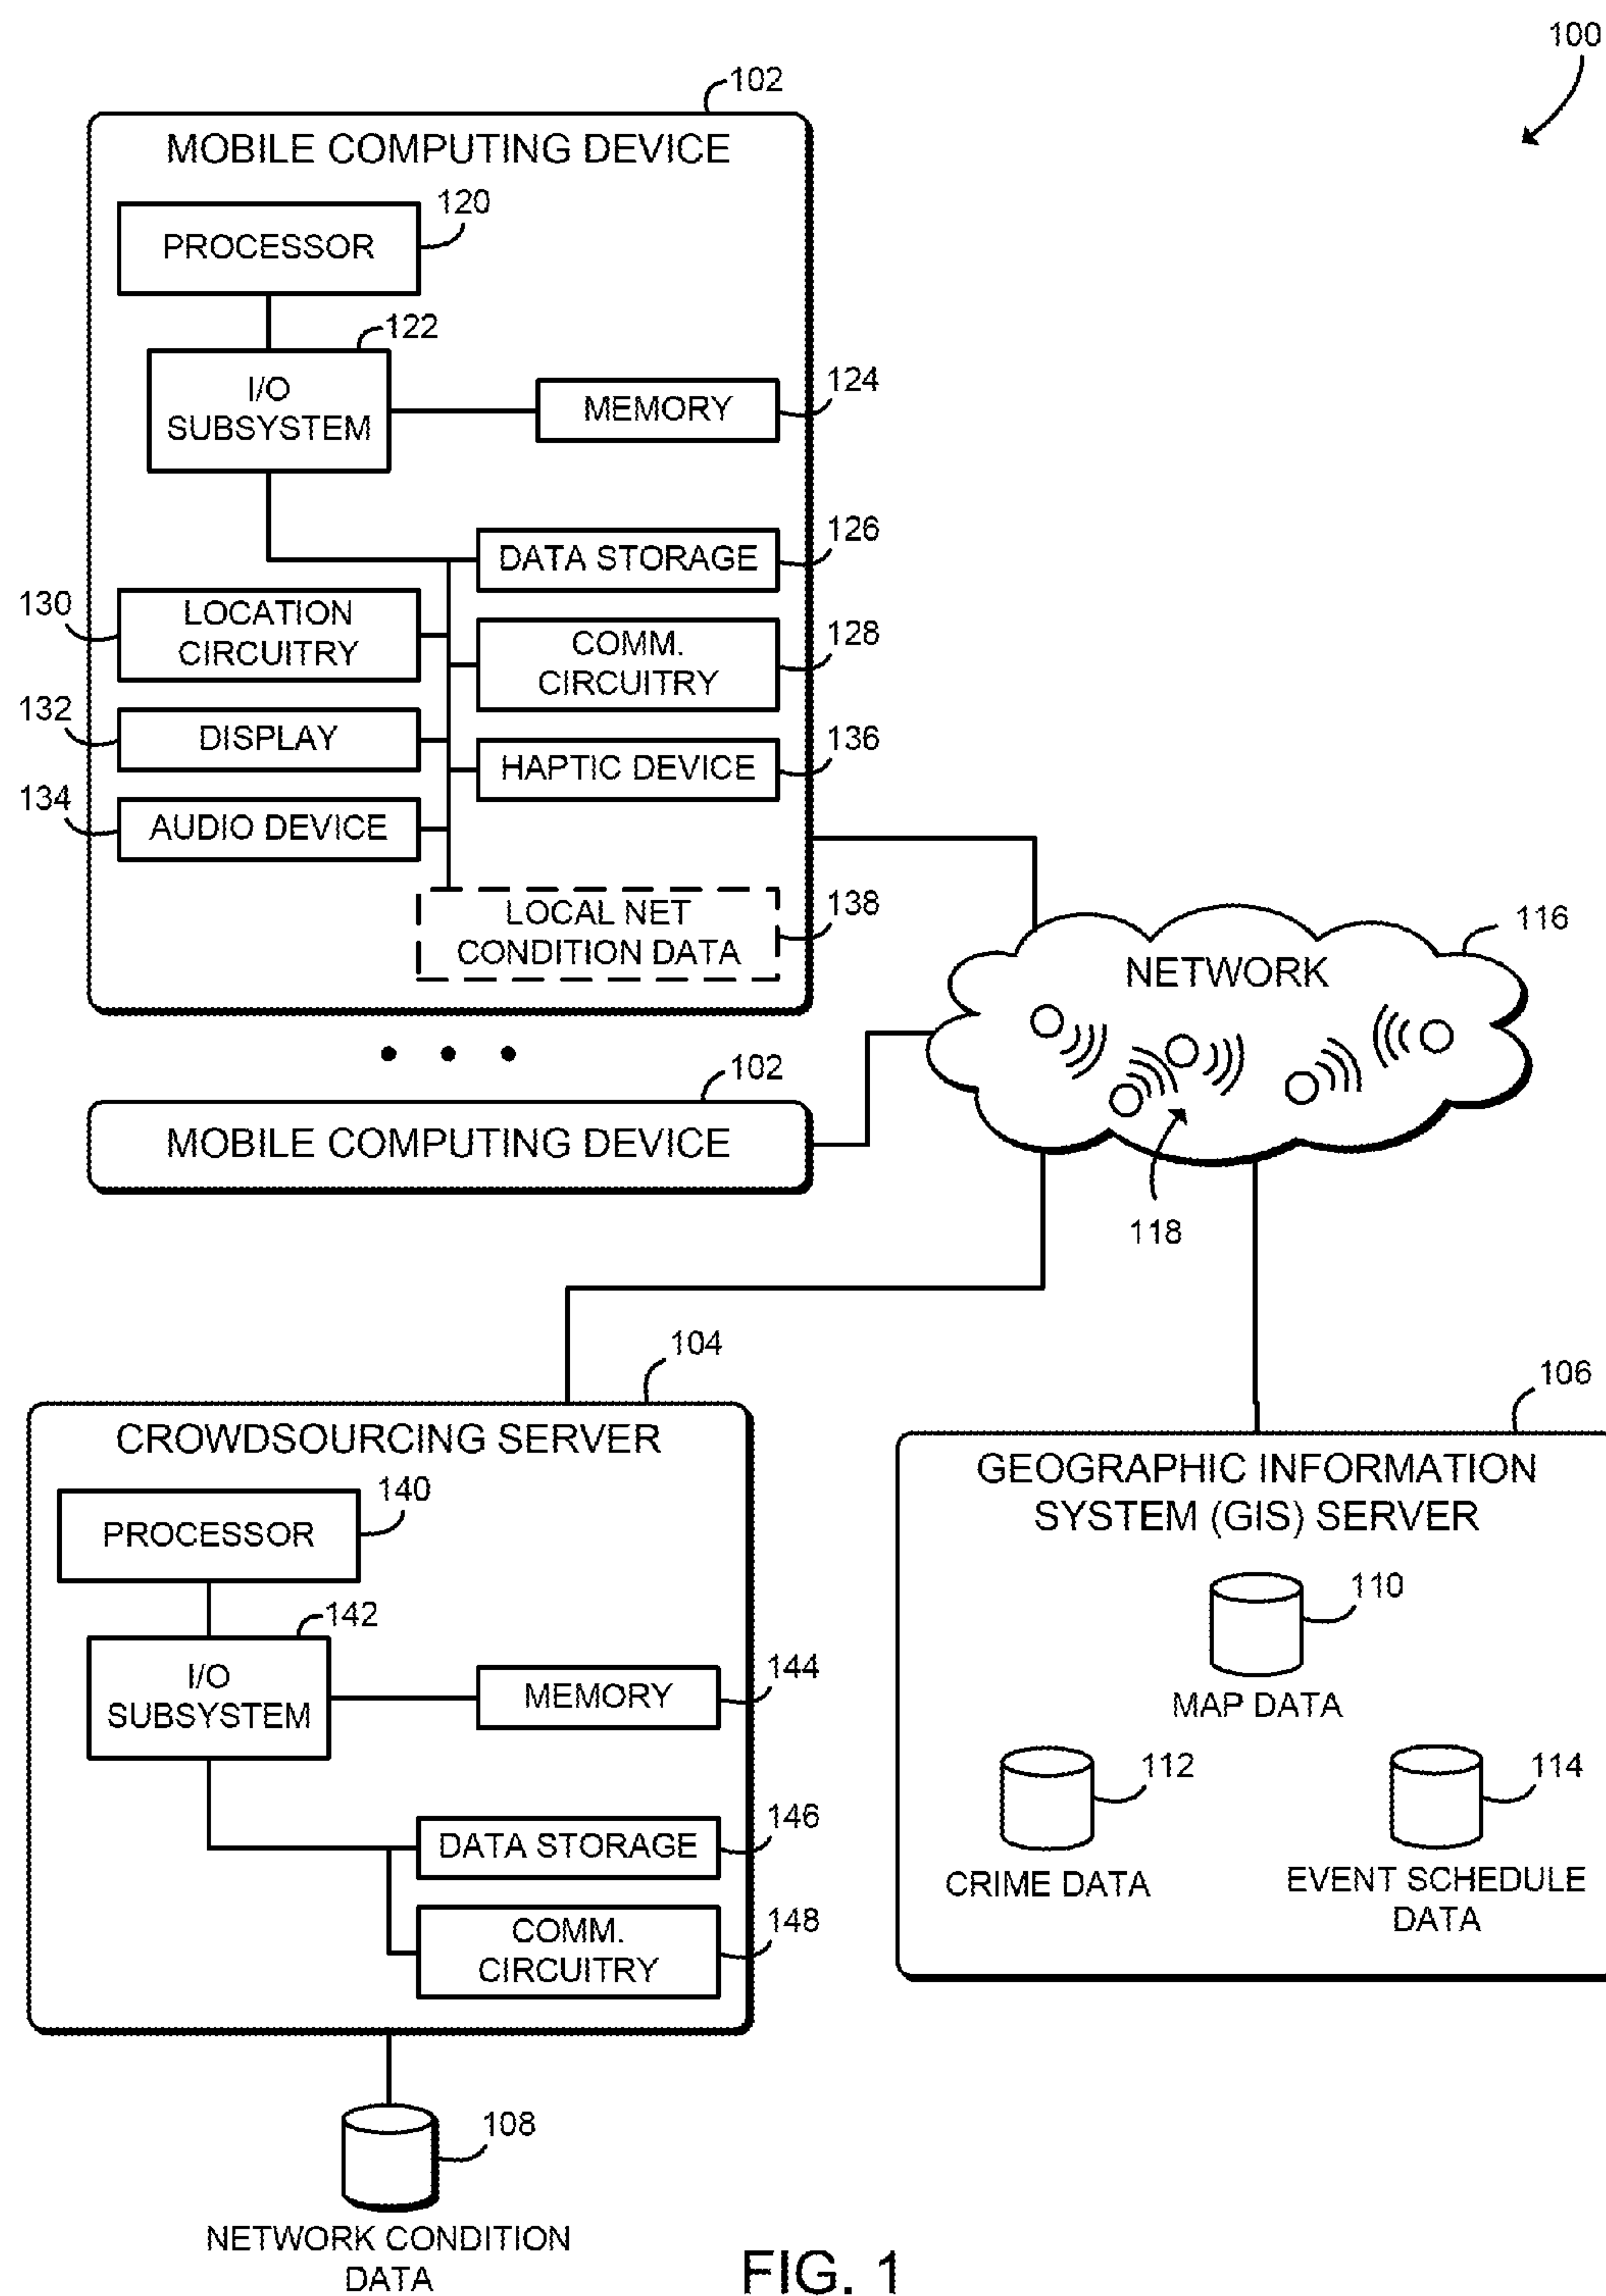 100
102
MOBILE COMPUTING DEVICE
120
PROCESSOR
122
I/O
SUBSYSTEM
124
MEMORY
126
DATA STORAGE
130
LOCATION
CIRCUITRY
128
COMM.
CIRCUITRY
132
DISPLAY
136
HAPTIC DEVICE
134
AUDIO DEVICE
138
LOCAL NET
CONDITION DATA
116
NETWORK
118
102
MOBILE COMPUTING DEVICE
104
CROWDSOURCING SERVER
140
PROCESSOR
142
I/O
SUBSYSTEM
144
MEMORY
146
DATA STORAGE
148
COMM.
CIRCUITRY
108
NETWORK CONDITION
DATA
106
GEOGRAPHIC INFORMATION
SYSTEM (GIS) SERVER
110
MAP DATA
112
CRIME DATA
114
EVENT SCHEDULE
DATA
FIG. 1